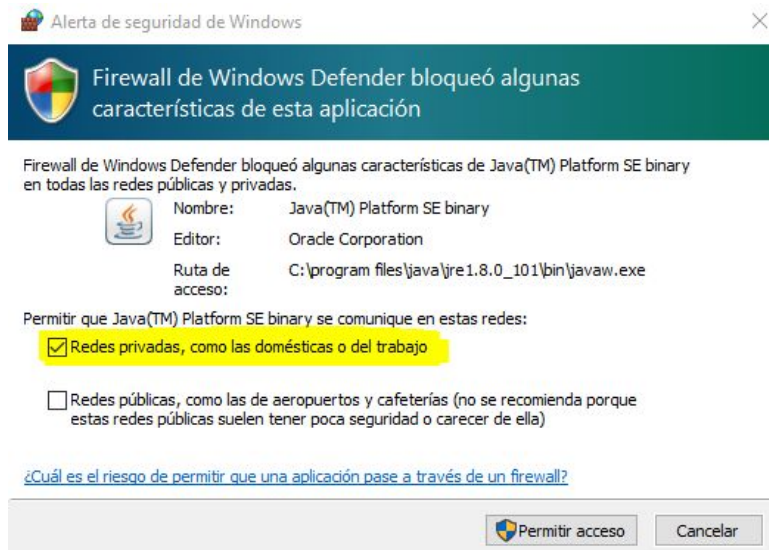 Alerta de seguridad de Windows
Firewall de Windows Defender bloqueó algunas
características de esta aplicación
Firewall de Windows Defender bloqueó algunas características de Java(TM) Platform SE binary
en todas las redes públicas y privadas.
Nombre: Java(TM) Platform SE binary
Editor: Oracle Corporation
Ruta de C:\program files\java\jre1.8.0_101\bin\javaw.exe
acceso:
Permitir que Java(TM) Platform SE binary se comunique en estas redes:
Redes privadas, como las domésticas o del trabajo
Redes públicas, como las de aeropuertos y cafeterías (no se recomienda porque
estas redes públicas suelen tener poca seguridad o carecer de ella)
¿Cuál es el riesgo de permitir que una aplicación pase a través de un firewall?
Permitir acceso Cancelar